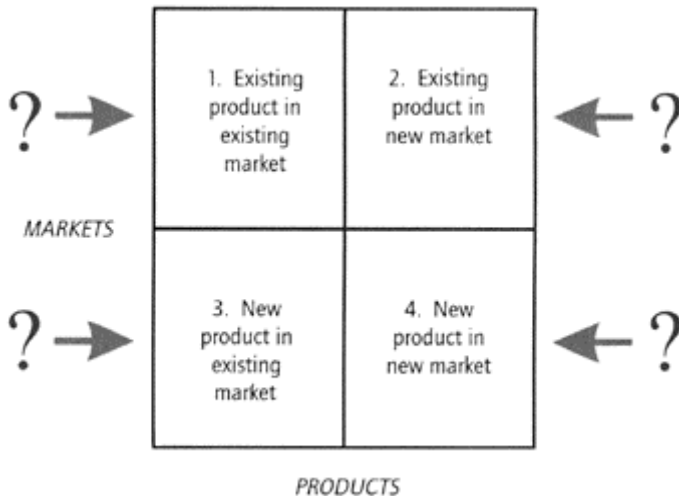 1. Existing
product in
existing
market
2. Existing
product in
new market
?
?
MARKETS
3. New
product in
existing
market
4. New
product in
new market
?
?
PRODUCTS